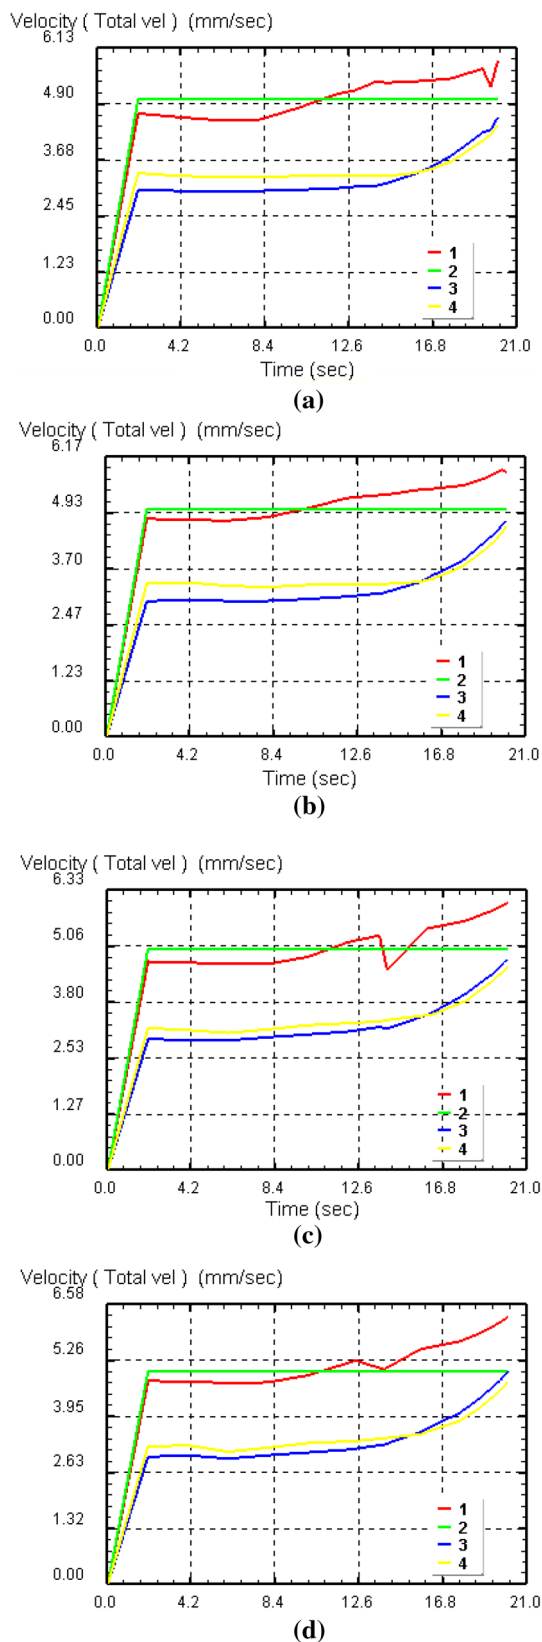 Velocity ( Total vel ) (mm/sec)
6.13
4.90
3.68
2.45
1.23
0.00
1
2
3
4
0.0 4.2 8.4 12.6 16.8 21.0
Time (sec)
(a)
Velocity ( Total vel ) (mm/sec)
6.17
4.93
3.70
2.47
1.23
0.00
1
2
3
4
0.0 4.2 8.4 12.6 16.8 21.0
Time (sec)
(b)
Velocity ( Total vel ) (mm/sec)
6.33
5.06
3.80
2.53
1.27
0.00
1
2
3
4
0.0 4.2 8.4 12.6 16.8 21.0
Time (sec)
(c)
Velocity ( Total vel ) (mm/sec)
6.58
5.26
3.95
2.63
1.32
0.00
1
2
3
4
0.0 4.2 8.4 12.6 16.8 21.0
(d)